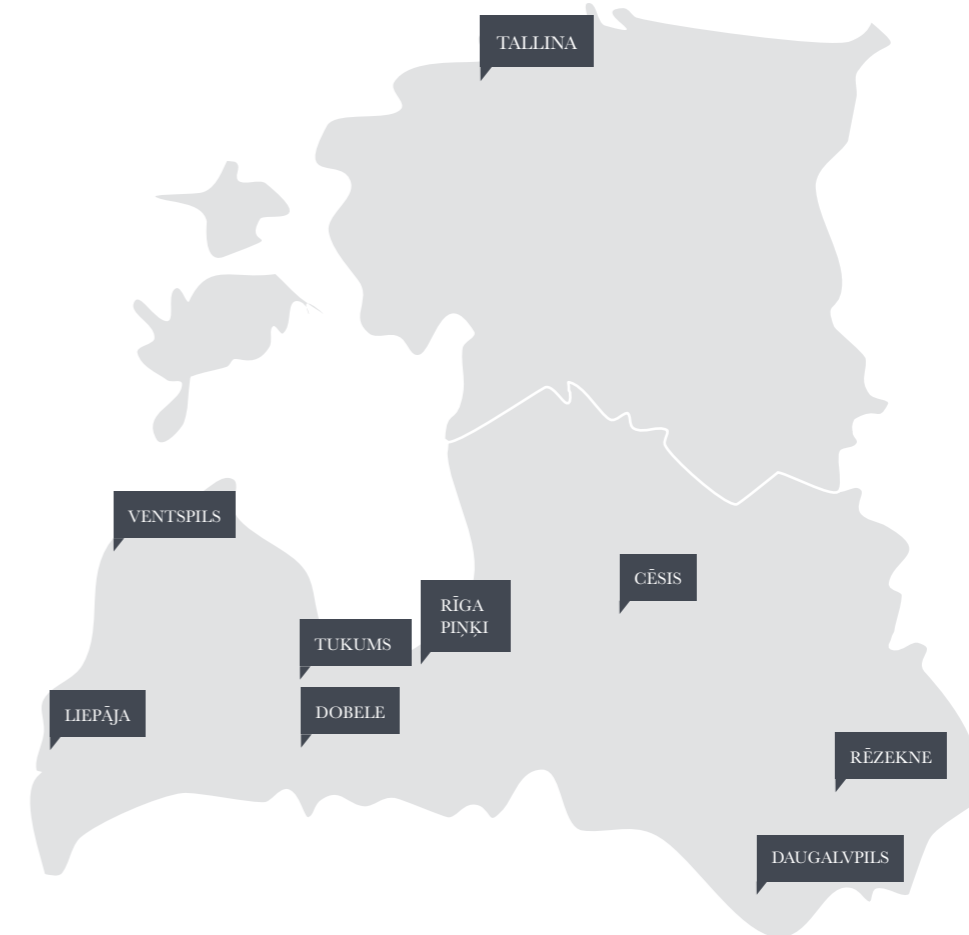 TALLINA
VENTSPILS
CĒSIS
RĪGA
PIŅĶI
TUKUMS
LIEPĀJA
DOBELE
RĒZEKNE
DAUGALVPILS